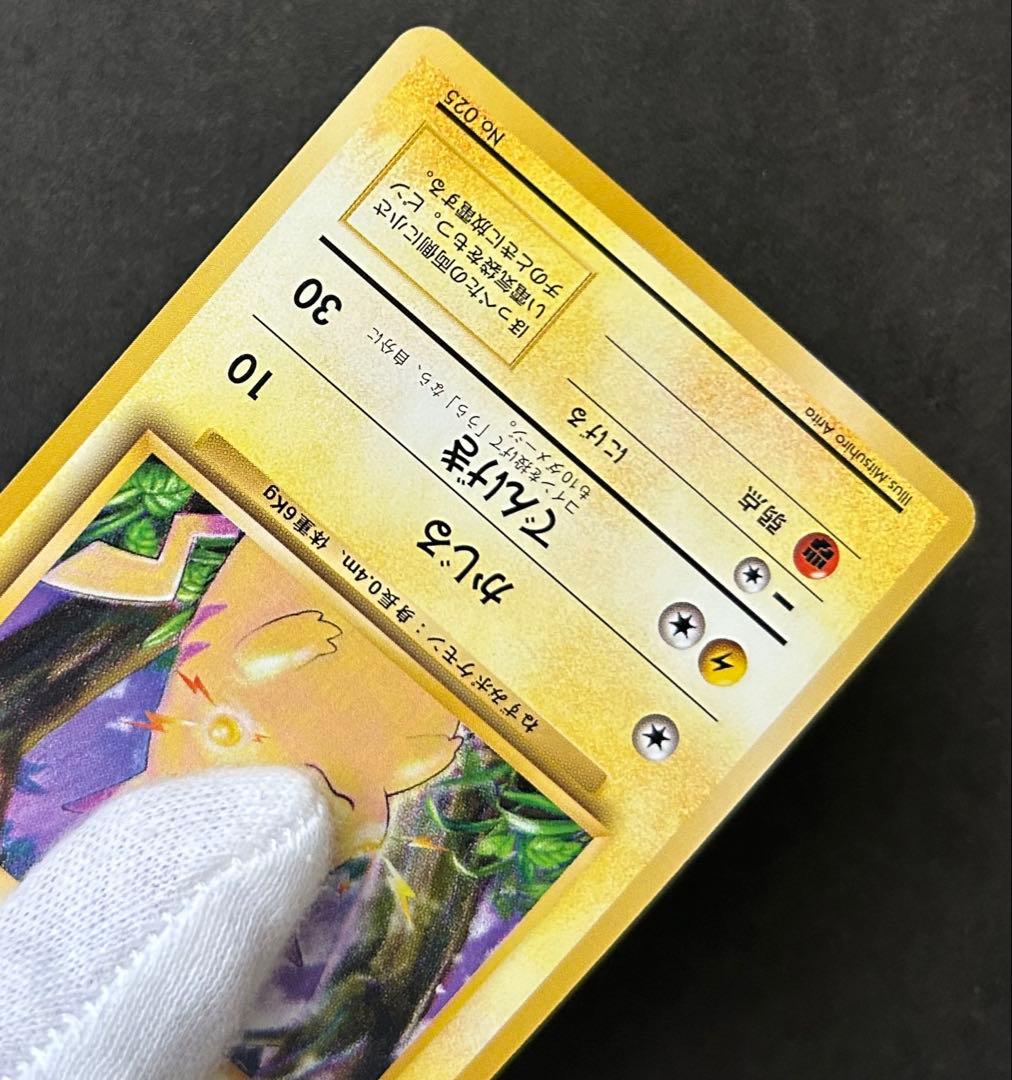 ねずみポケモン：身長0.4m、体重6Kg
かじる 10
でんげき 30
コインを投げて「うら」なら、自分に
も10ダメージ。
弱点
にげる
ほっぺたの両側に小さ
い電気袋をもつ。ピン
チのときに放電する。
Illus. Mitsuhiro Arita
No. 025